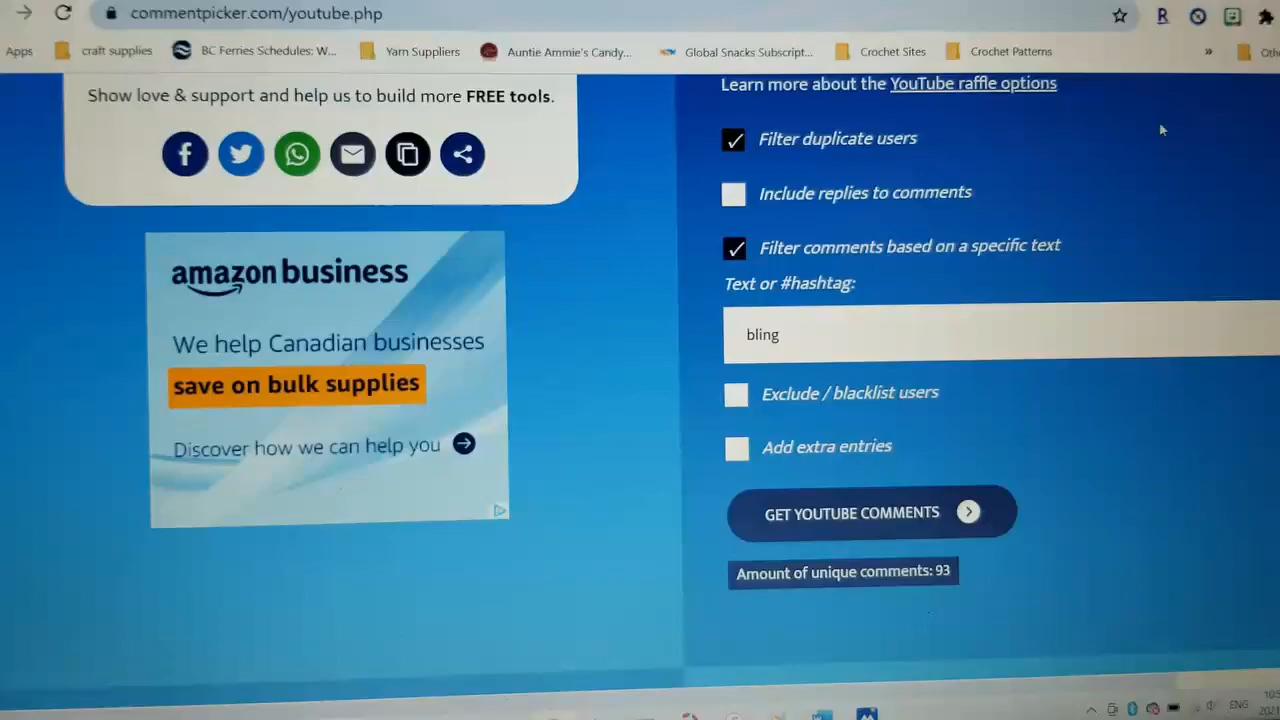 commentpicker.com/youtube.php
Apps craft supplies BC Ferries Schedules: W... Yarn Suppliers Auntie Ammie's Candy... Global Snacks Subscript... Crochet Sites Crochet Patterns »
Show love & support and help us to build more FREE tools.
amazon business
We help Canadian businesses
save on bulk supplies
Discover how we can help you
Learn more about the YouTube raffle options
Filter duplicate users
Include replies to comments
Filter comments based on a specific text
Text or #hashtag:
bling
Exclude / blacklist users
Add extra entries
GET YOUTUBE COMMENTS
Amount of unique comments: 93
ENG